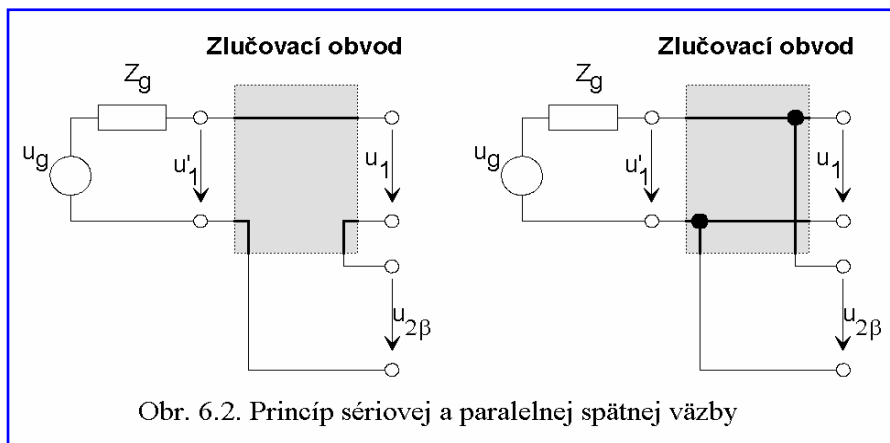 Zlučovací obvod
Zg
ug
u'1
u1
u2β
Zlučovací obvod
Zg
ug
u'1
u1
u2β
Obr. 6.2. Princíp sériovej a paralelnej spätnej väzby